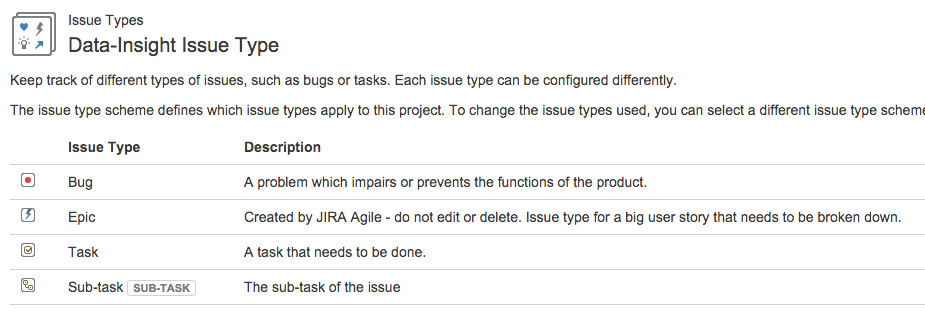 Issue Types
Data-Insight Issue Type
Keep track of different types of issues, such as bugs or tasks. Each issue type can be configured differently.
The issue type scheme defines which issue types apply to this project. To change the issue types used, you can select a different issue type scheme
Issue Type Description
Bug A problem which impairs or prevents the functions of the product.
Epic Created by JIRA Agile - do not edit or delete. Issue type for a big user story that needs to be broken down.
Task A task that needs to be done.
Sub-task SUB-TASK The sub-task of the issue